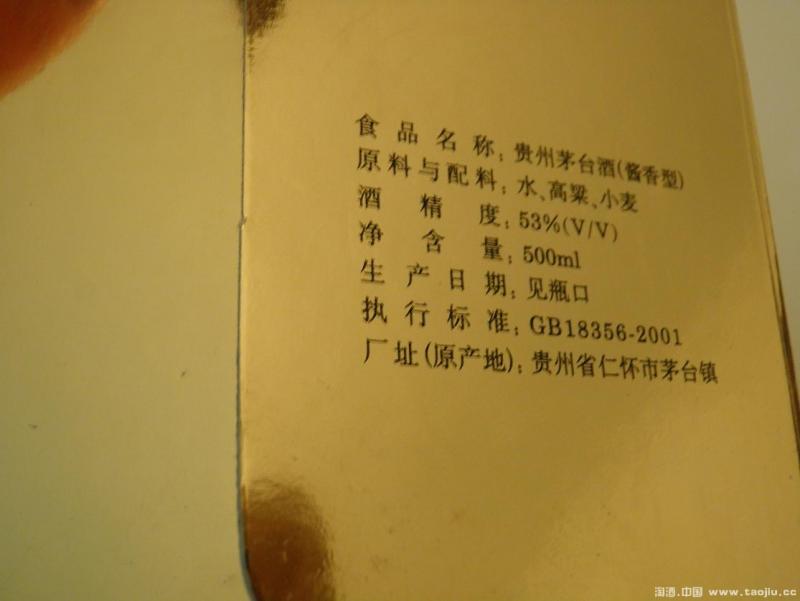 食品名称：贵州茅台酒(酱香型)
原料与配料：水、高粱、小麦
酒精度：53%(V/V)
净含量：500ml
生产日期：见瓶口
执行标准：GB18356-2001
厂址(原产地)：贵州省仁怀市茅台镇
淘酒.中国 www.taojiu.cc